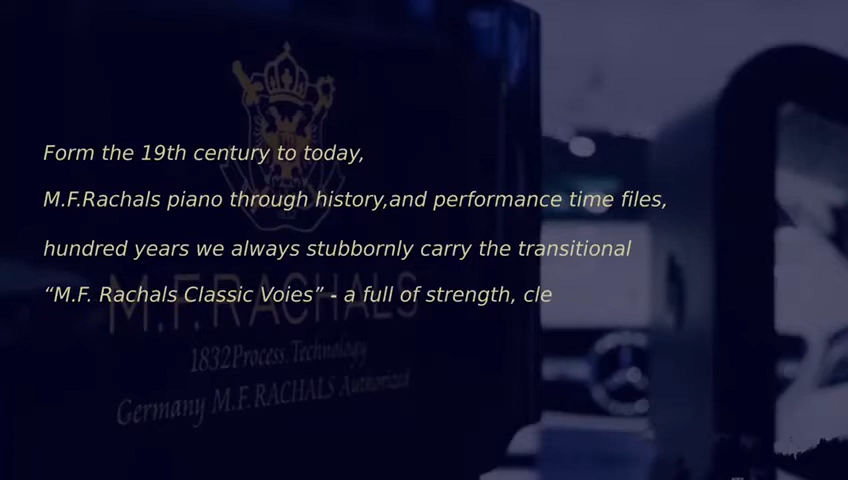 Form the 19th century to today,
M.F.Rachals piano through history,and performance time files,
hundred years we always stubbornly carry the transitional
“M.F. Rachals Classic Voies” - a full of strength, cle
M.F.RACHALS
1832Process Technology
Germany M.F.RACHALS Authorized